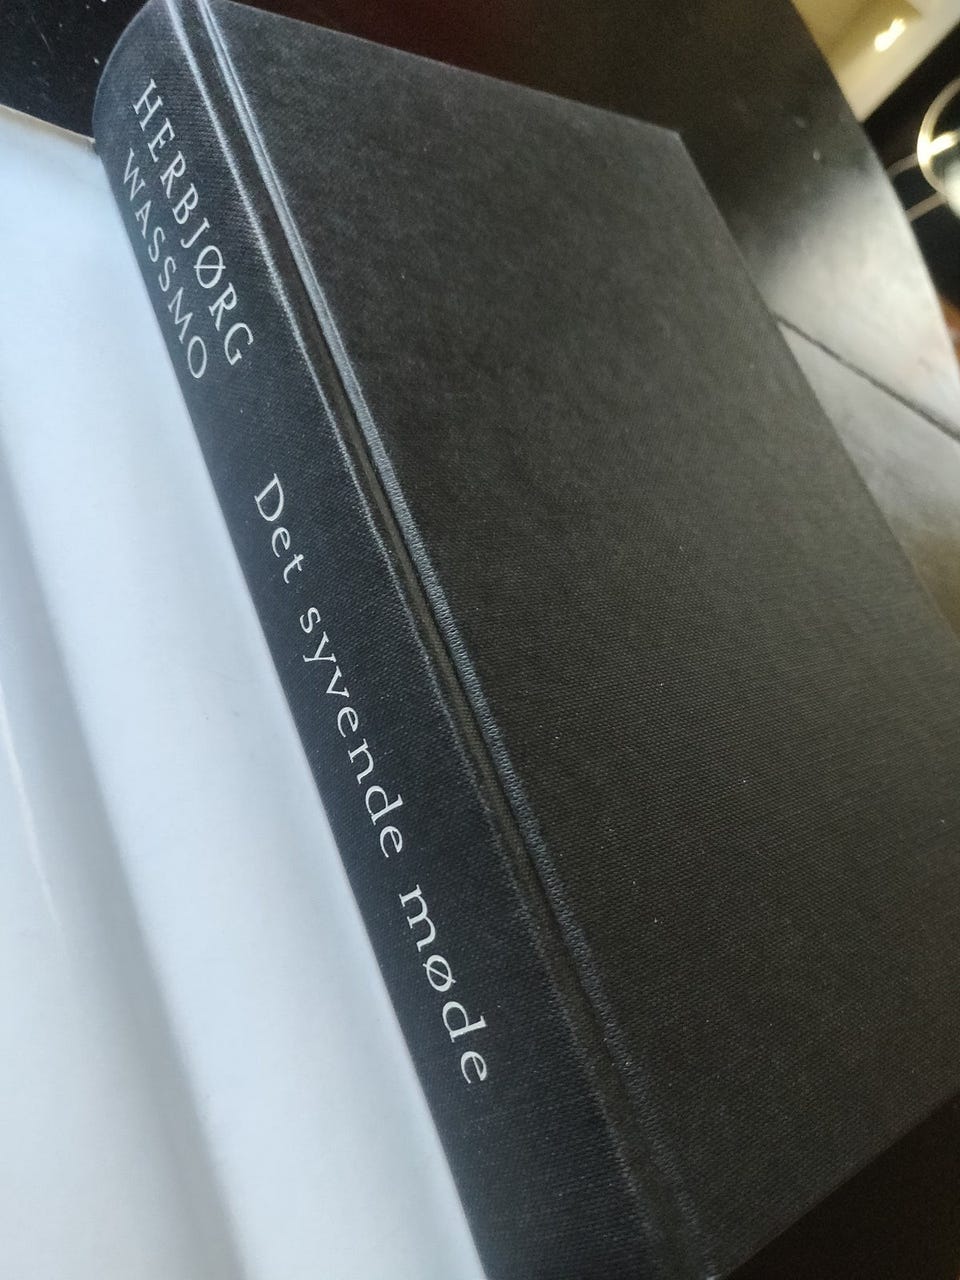 HERBJØRG
WASSMO
Det syvende møde